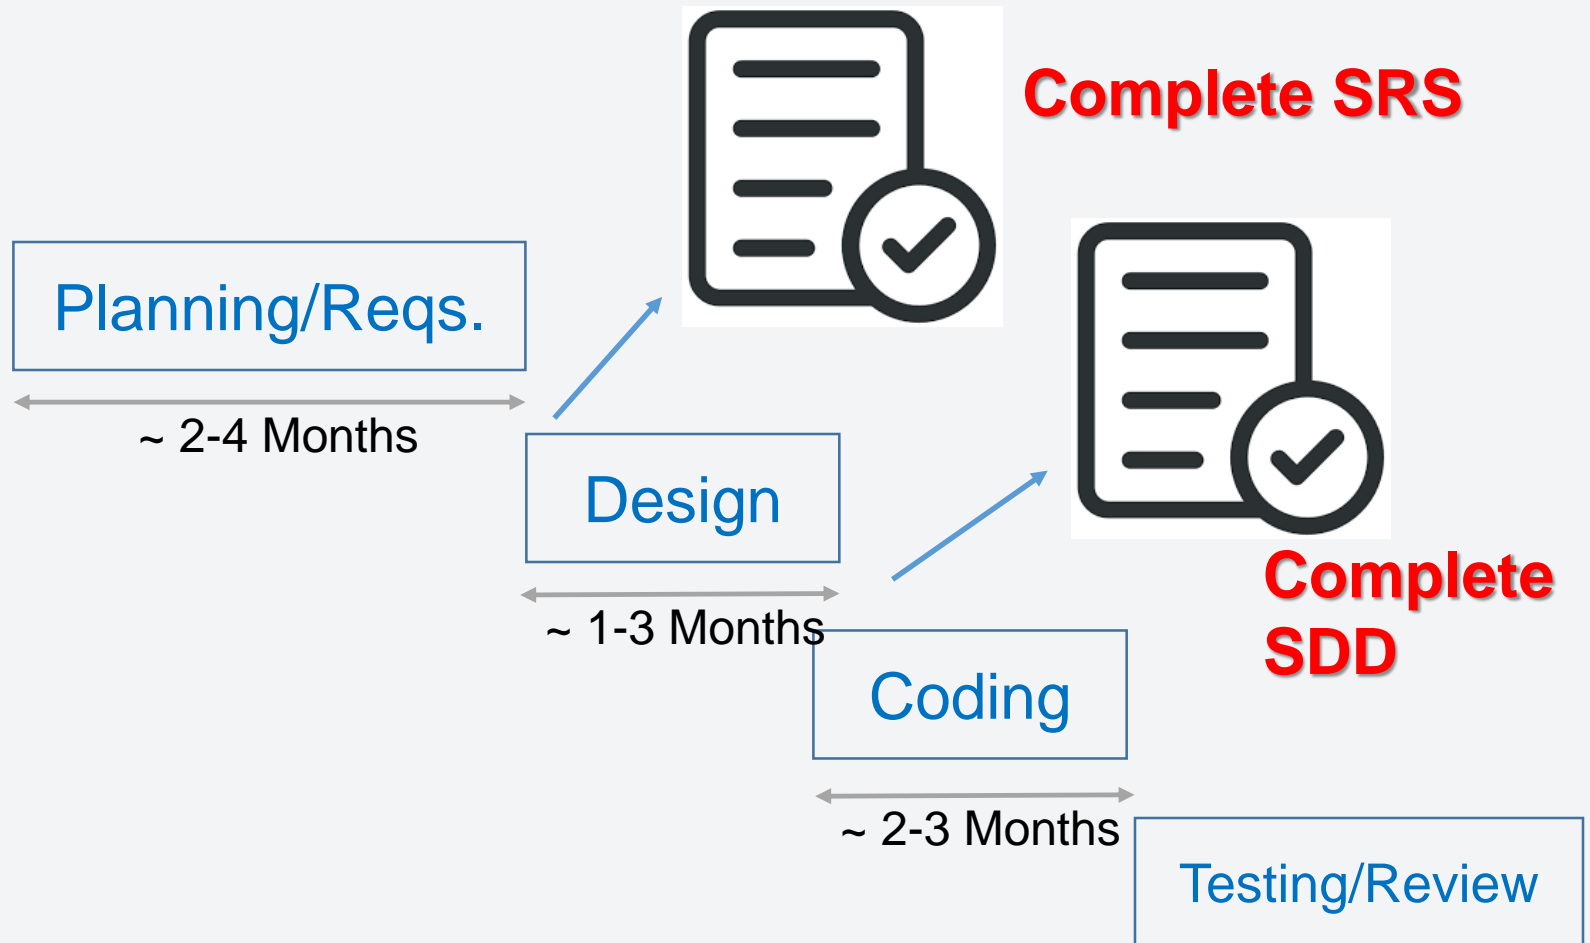 Complete SRS
Planning/Reqs.
~ 2-4 Months
Design
Complete
SDD
~ 1-3 Months
Coding
~ 2-3 Months
Testing/Review